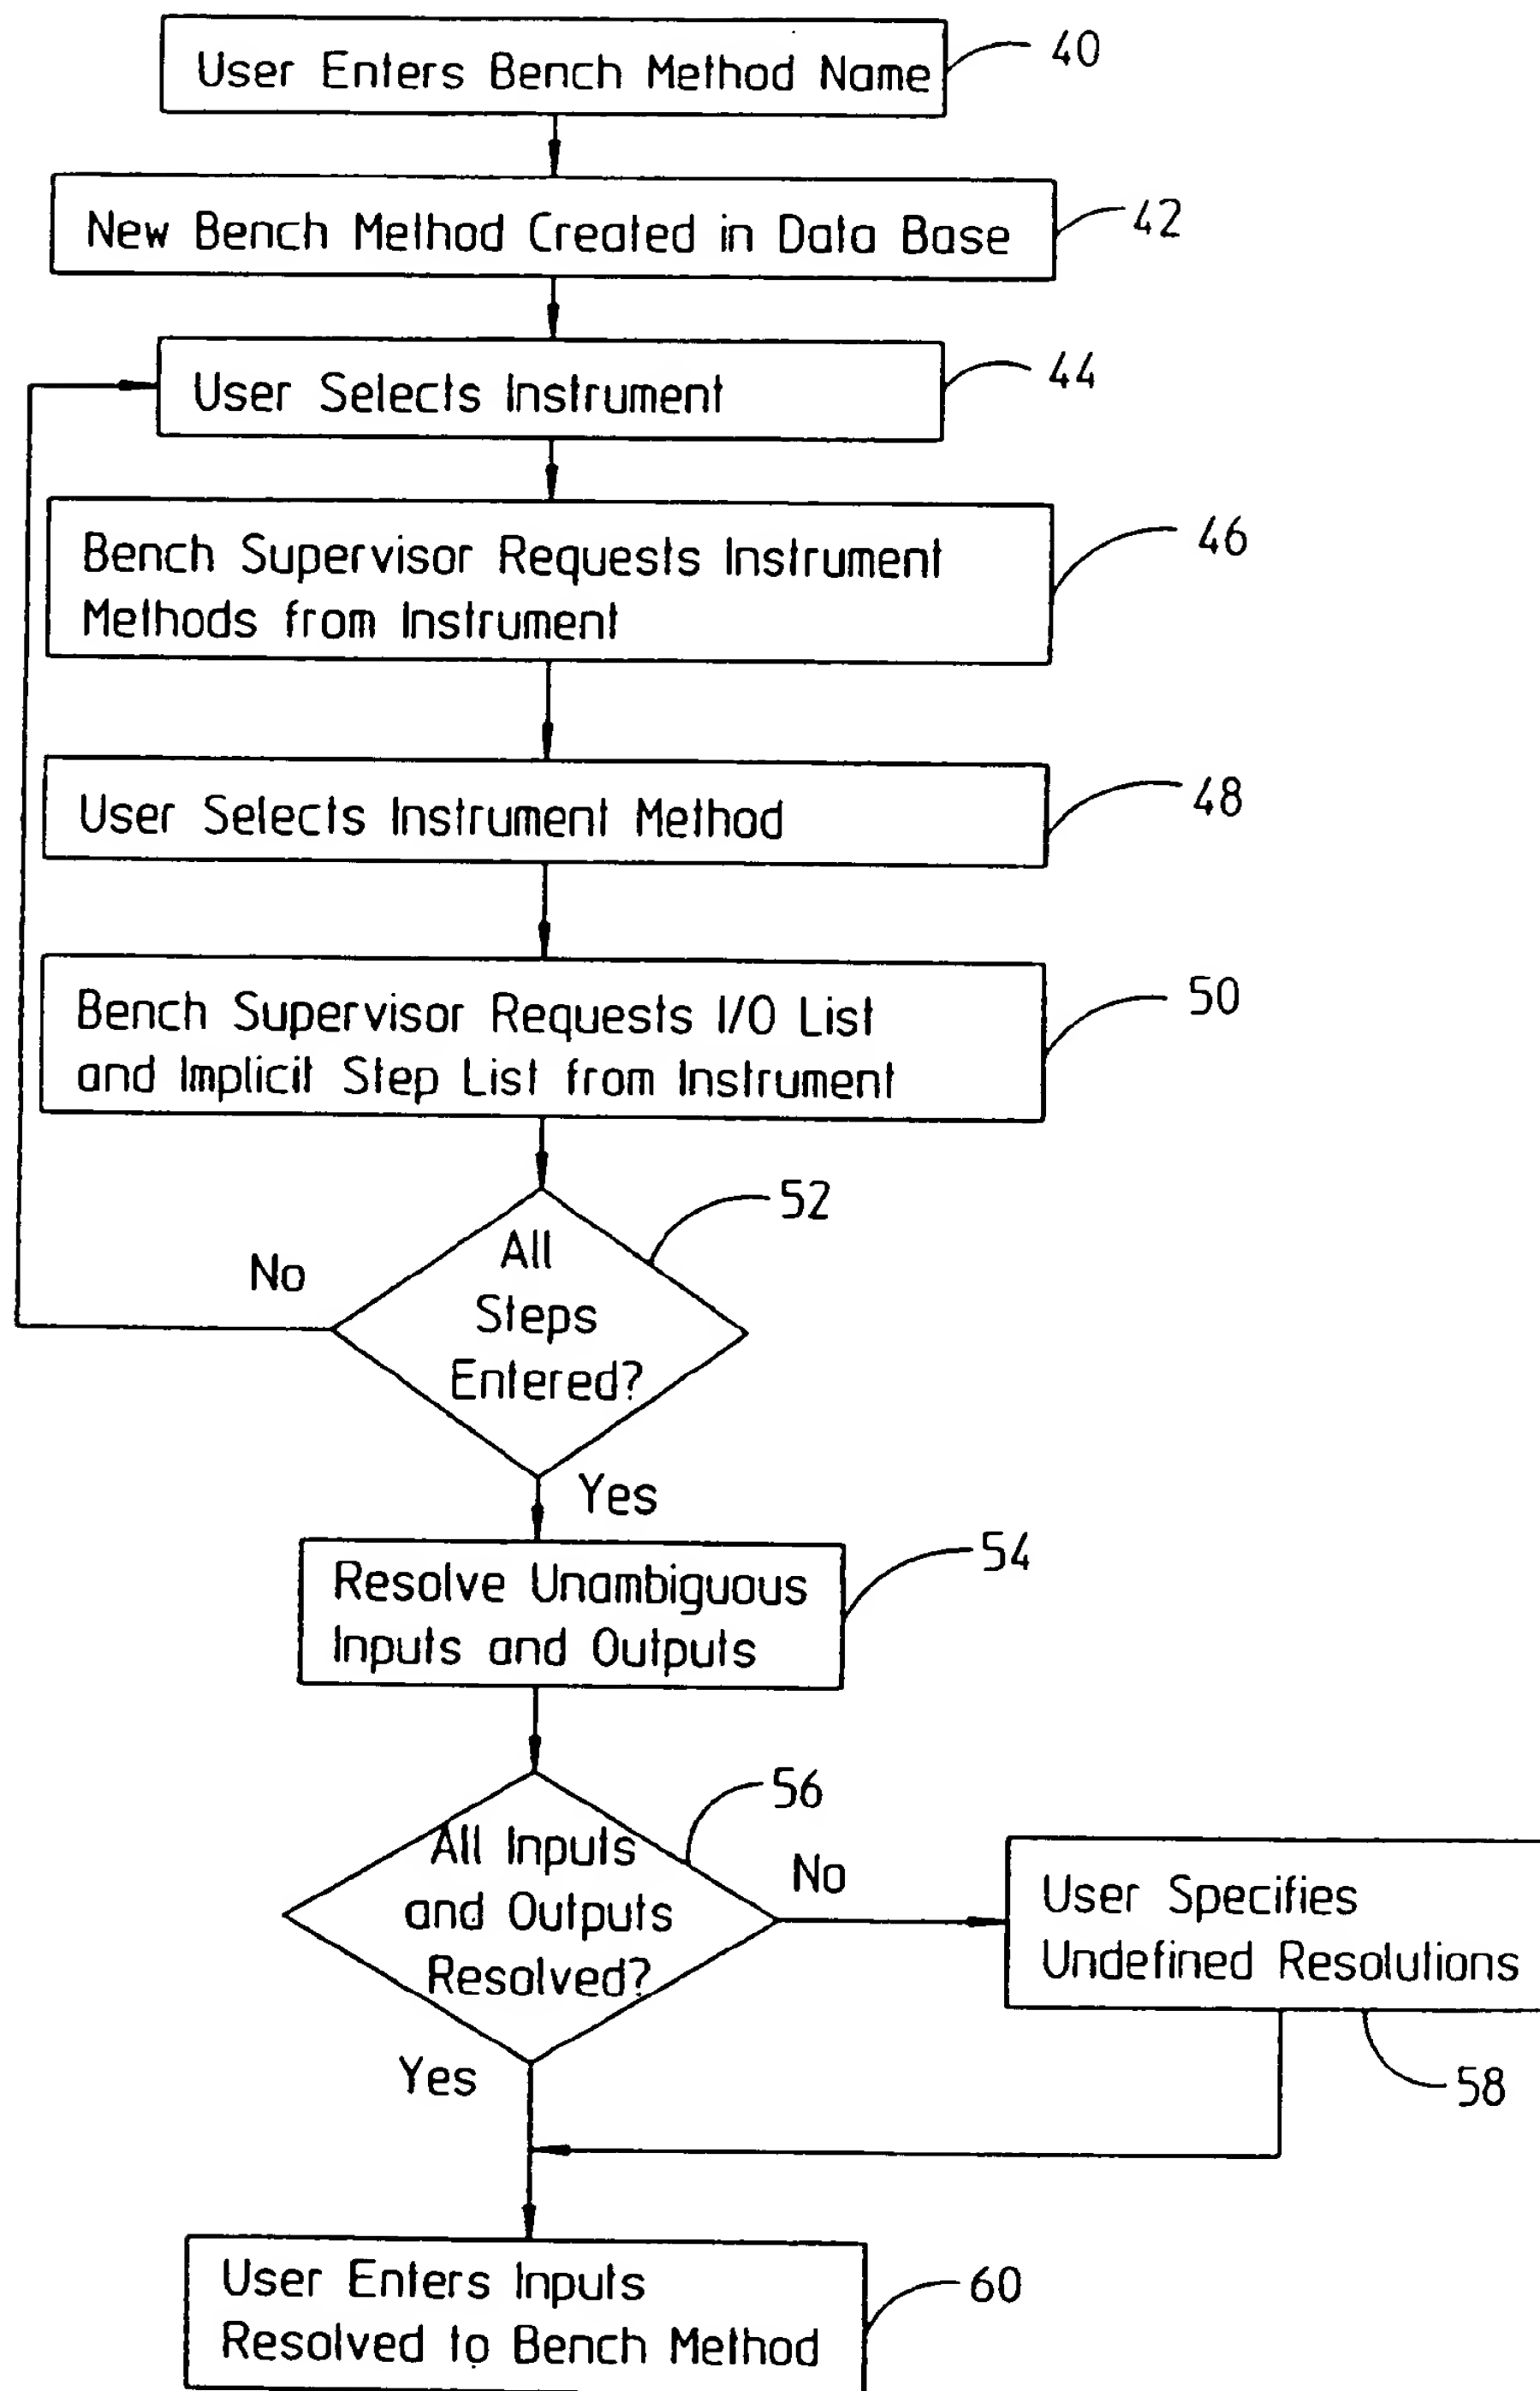 User Enters Bench Method Name
40
New Bench Method Created in Data Base
42
User Selects Instrument
44
Bench Supervisor Requests Instrument
Methods from Instrument
46
User Selects Instrument Method
48
Bench Supervisor Requests I/O List
and Implicit Step List from Instrument
50
All
Steps
Entered?
52
No
Yes
Resolve Unambiguous
Inputs and Outputs
54
All Inputs
and Outputs
Resolved?
56
No
User Specifies
Undefined Resolutions
58
Yes
User Enters Inputs
Resolved to Bench Method
60